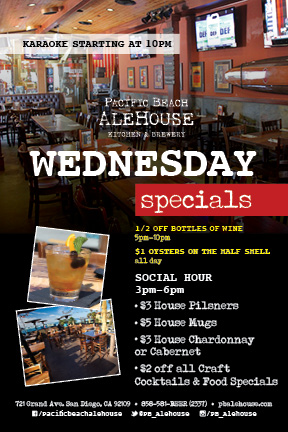 KARAOKE STARTING AT 10PM
PACIFIC BEACH
ALEHOUSE
KITCHEN & BREWERY
WEDNESDAY
specials
1/2 OFF BOTTLES OF WINE
5pm-10pm
$1 OYSTERS ON THE HALF SHELL
all day
SOCIAL HOUR
3pm-6pm
• $3 House Pilsners
• $5 House Mugs
• $3 House Chardonnay
or Cabernet
• $2 off all Craft
Cocktails & Food Specials
721 Grand Ave. San Diego, CA 92109 • 858-581-BEER (2337) • pbalehouse.com
/pacificbeachalehouse @PB_Alehouse /PB_Alehouse